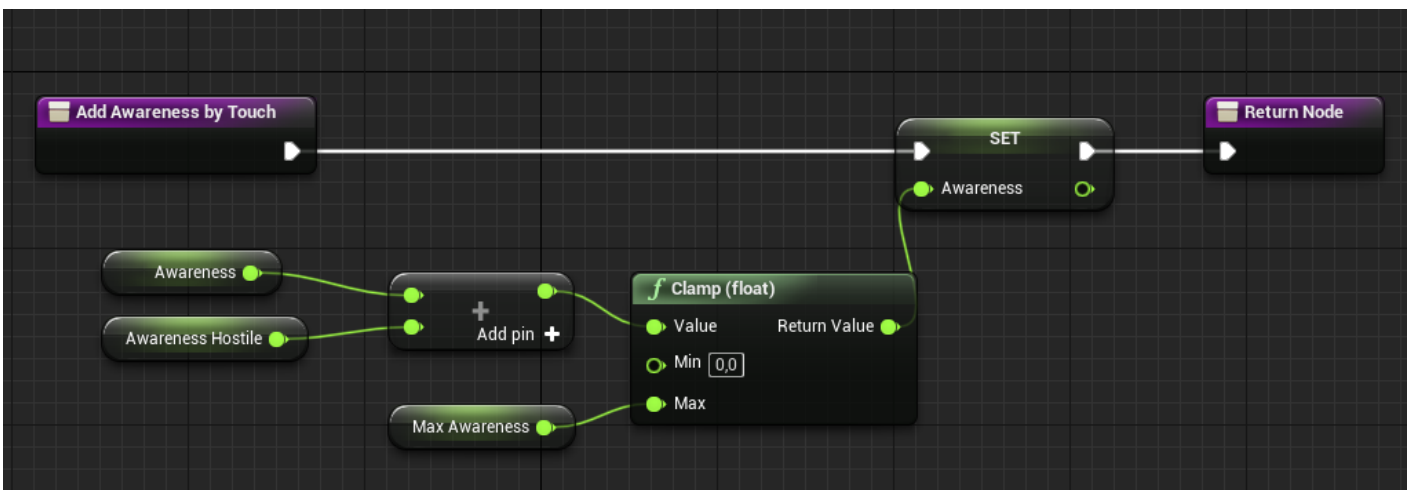 Add Awareness by Touch
SET
Return Node
Awareness
Awareness
Awareness Hostile
+
Add pin +
f Clamp (float)
Value
Return Value
Min 0,0
Max
Max Awareness